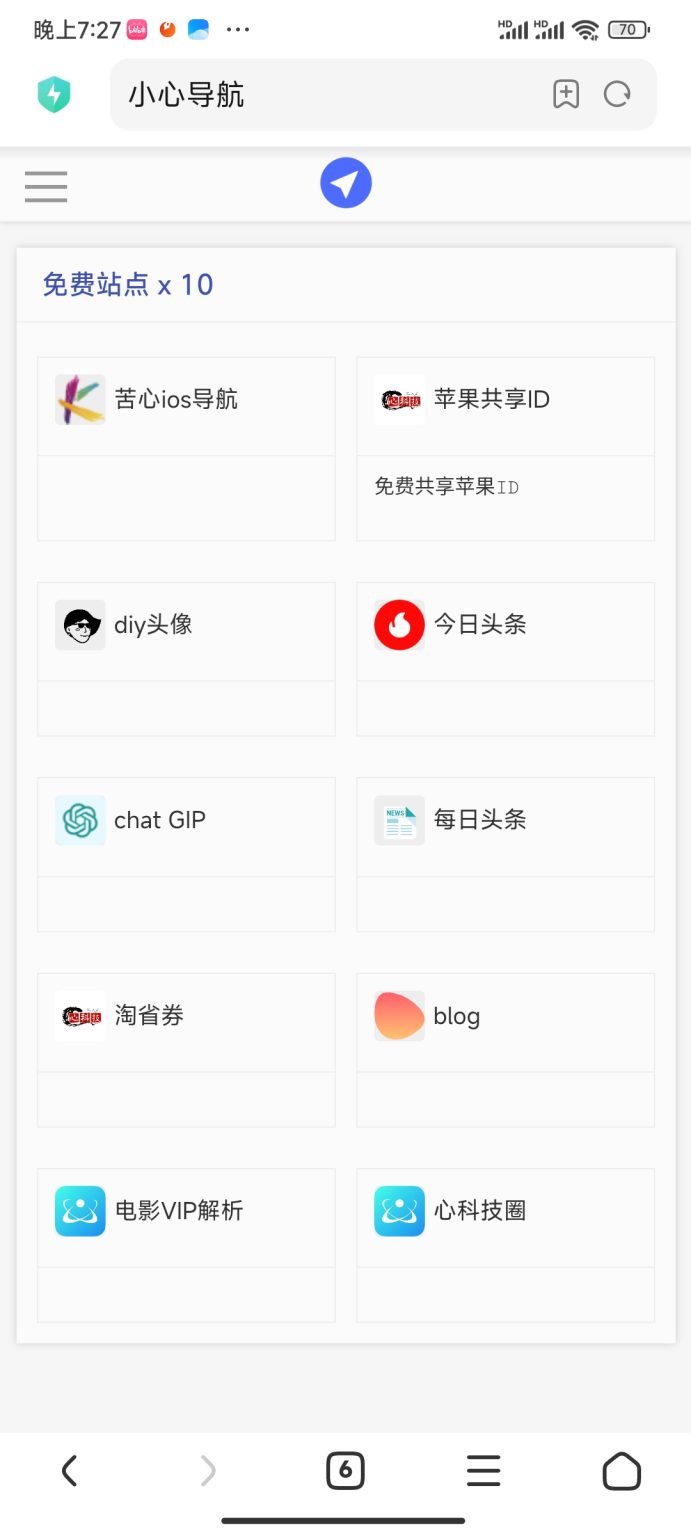 晚上7:27
HD HD 70
小心导航
免费站点 x 10
苦心ios导航
苹果共享ID
免费共享苹果ID
diy头像
今日头条
chat GIP
NEWS
每日头条
淘省券
blog
电影VIP解析
心科技圈
6